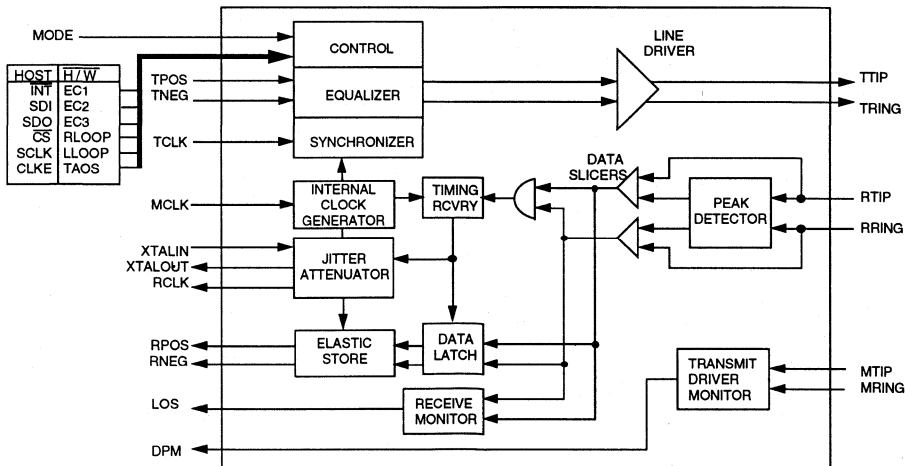 MODE
HOST H/W
INT EC1
SDI EC2
SDO EC3
CS RLOOP
SCLK LLOOP
CLKE TAOS
TPOS
TNEG
TCLK
MCLK
XTALIN
XTALOUT
RCLK
RPOS
RNEG
LOS
DPM
CONTROL
EQUALIZER
SYNCHRONIZER
INTERNAL
CLOCK
GENERATOR
TIMING
RCVRY
JITTER
ATTENUATOR
ELASTIC
STORE
DATA
LATCH
RECEIVE
MONITOR
LINE
DRIVER
DATA
SLICERS
PEAK
DETECTOR
TRANSMIT
DRIVER
MONITOR
TTIP
TRING
RTIP
RRING
MTIP
MRING